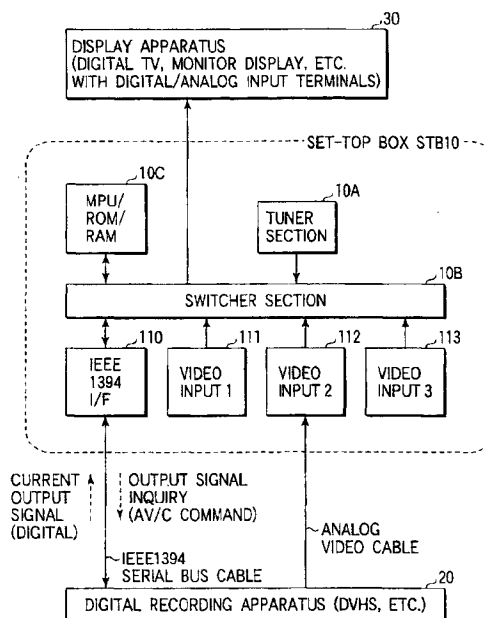 30
DISPLAY APPARATUS
(DIGITAL TV, MONITOR DISPLAY, ETC.
WITH DIGITAL/ANALOG INPUT TERMINALS)
SET-TOP BOX STB10
10C
MPU/
ROM/
RAM
10A
TUNER
SECTION
10B
SWITCHER SECTION
110
IEEE
1394
I/F
111
VIDEO
INPUT 1
112
VIDEO
INPUT 2
113
VIDEO
INPUT 3
CURRENT
OUTPUT
SIGNAL
(DIGITAL)
OUTPUT SIGNAL
INQUIRY
(AV/C COMMAND)
ANALOG
VIDEO CABLE
IEEE1394
SERIAL BUS CABLE
20
DIGITAL RECORDING APPARATUS (DVHS, ETC.)